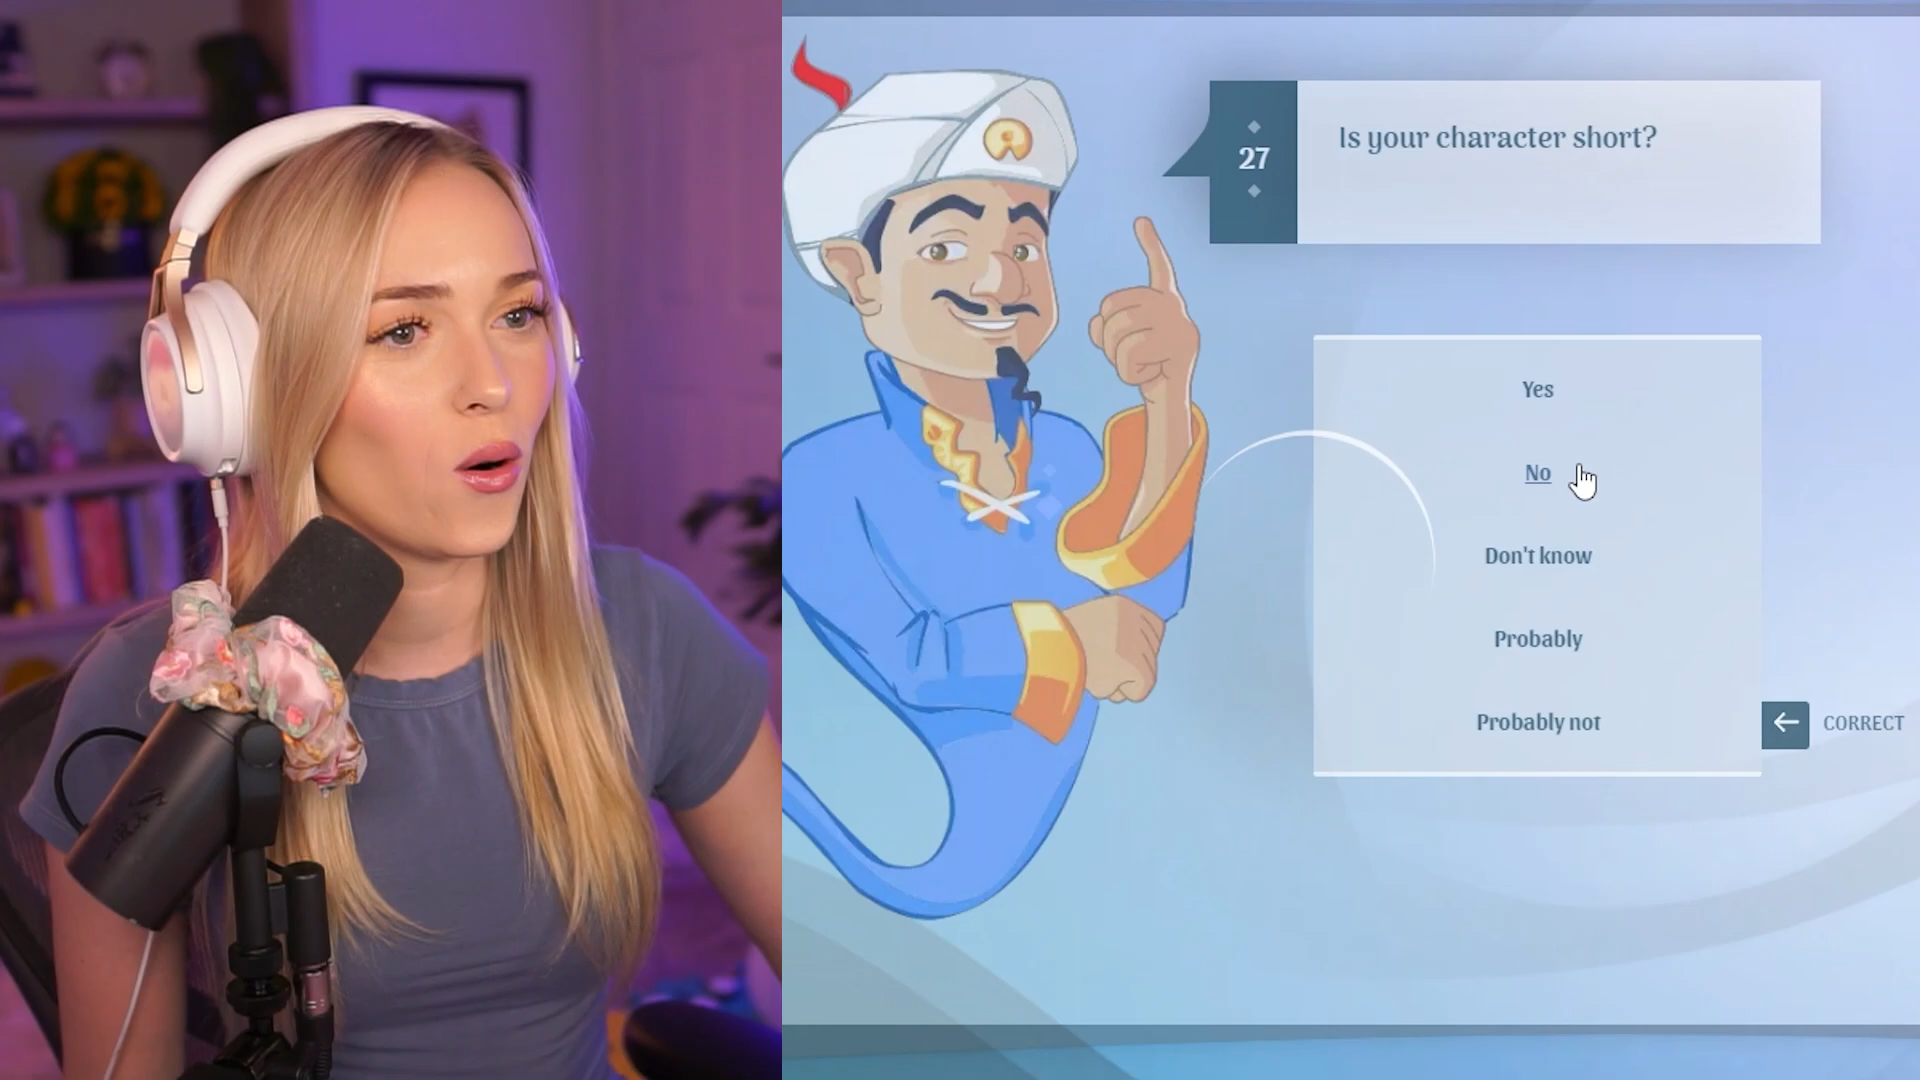 27
Is your character short?
Yes
No
Don't know
Probably
Probably not
CORRECT